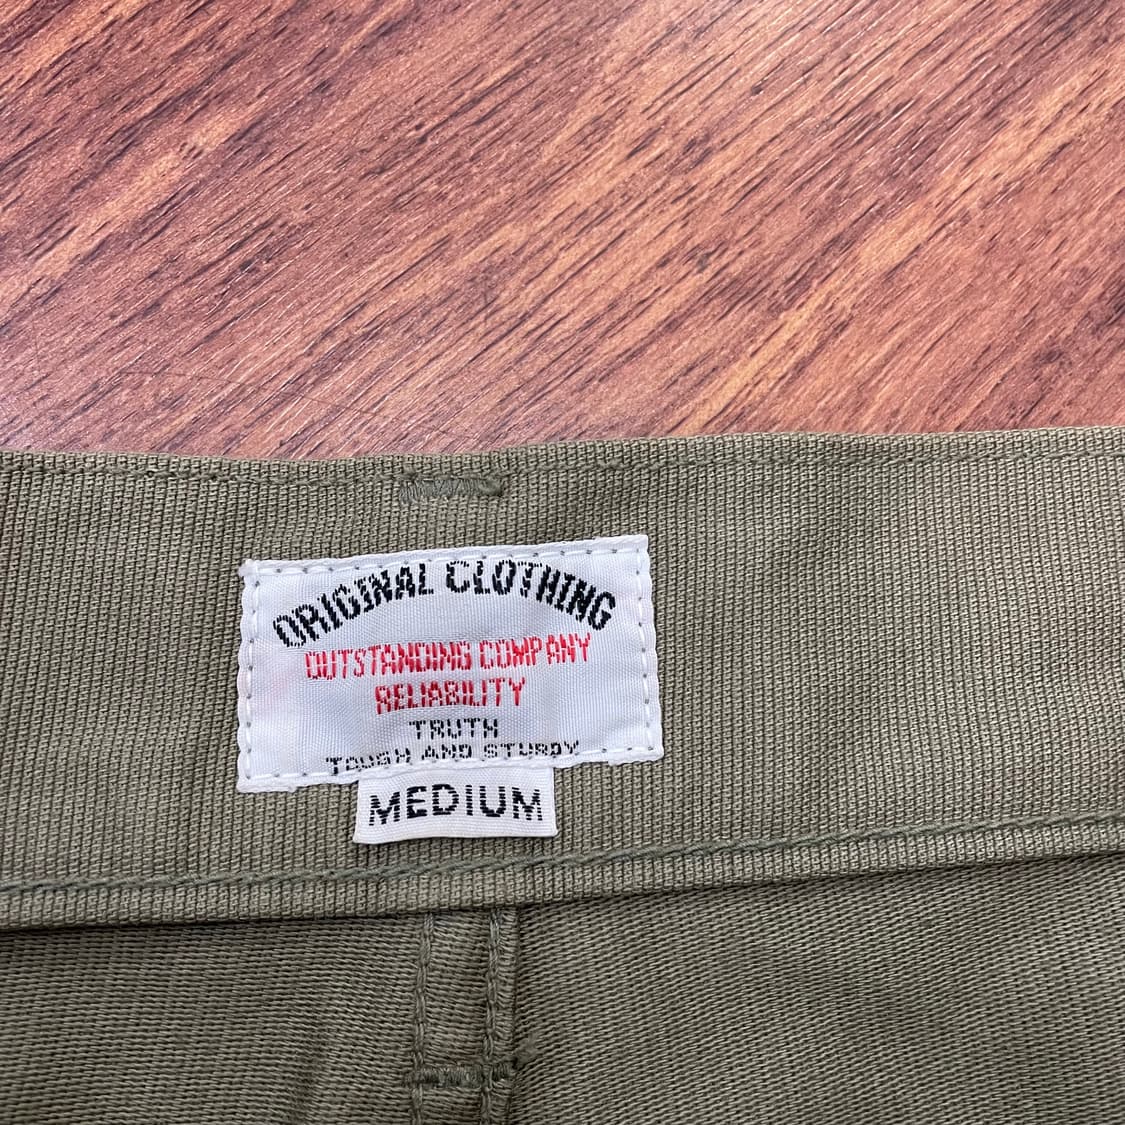 ORIGINAL CLOTHING
OUTSTANDING COMPANY
RELIABILITY
TRUTH
TOUGH AND STURDY
MEDIUM